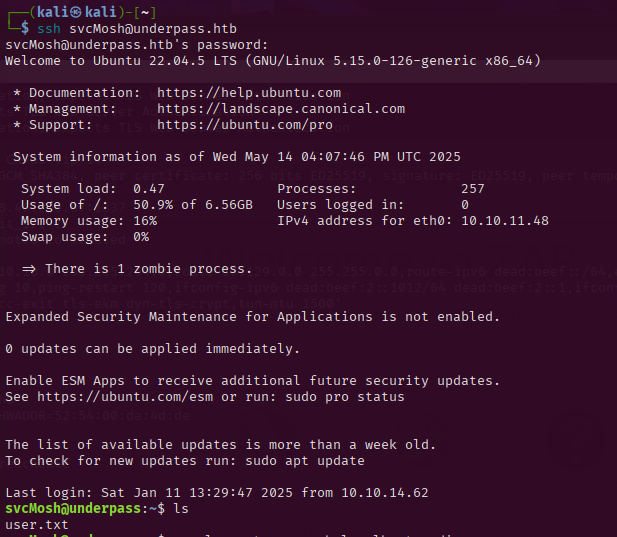 ┌──(kali㉿kali)-[~]
└─$ ssh svcMosh@underpass.htb
svcMosh@underpass.htb's password:
Welcome to Ubuntu 22.04.5 LTS (GNU/Linux 5.15.0-126-generic x86_64)
* Documentation: https://help.ubuntu.com
* Management: https://landscape.canonical.com
* Support: https://ubuntu.com/pro
System information as of Wed May 14 04:07:46 PM UTC 2025
System load: 0.47 Processes: 257
Usage of /: 50.9% of 6.56GB Users logged in: 0
Memory usage: 16% IPv4 address for eth0: 10.10.11.48
Swap usage: 0%
=> There is 1 zombie process.
Expanded Security Maintenance for Applications is not enabled.
0 updates can be applied immediately.
Enable ESM Apps to receive additional future security updates.
See https://ubuntu.com/esm or run: sudo pro status
The list of available updates is more than a week old.
To check for new updates run: sudo apt update
Last login: Sat Jan 11 13:29:47 2025 from 10.10.14.62
svcMosh@underpass:~$ ls
user.txt